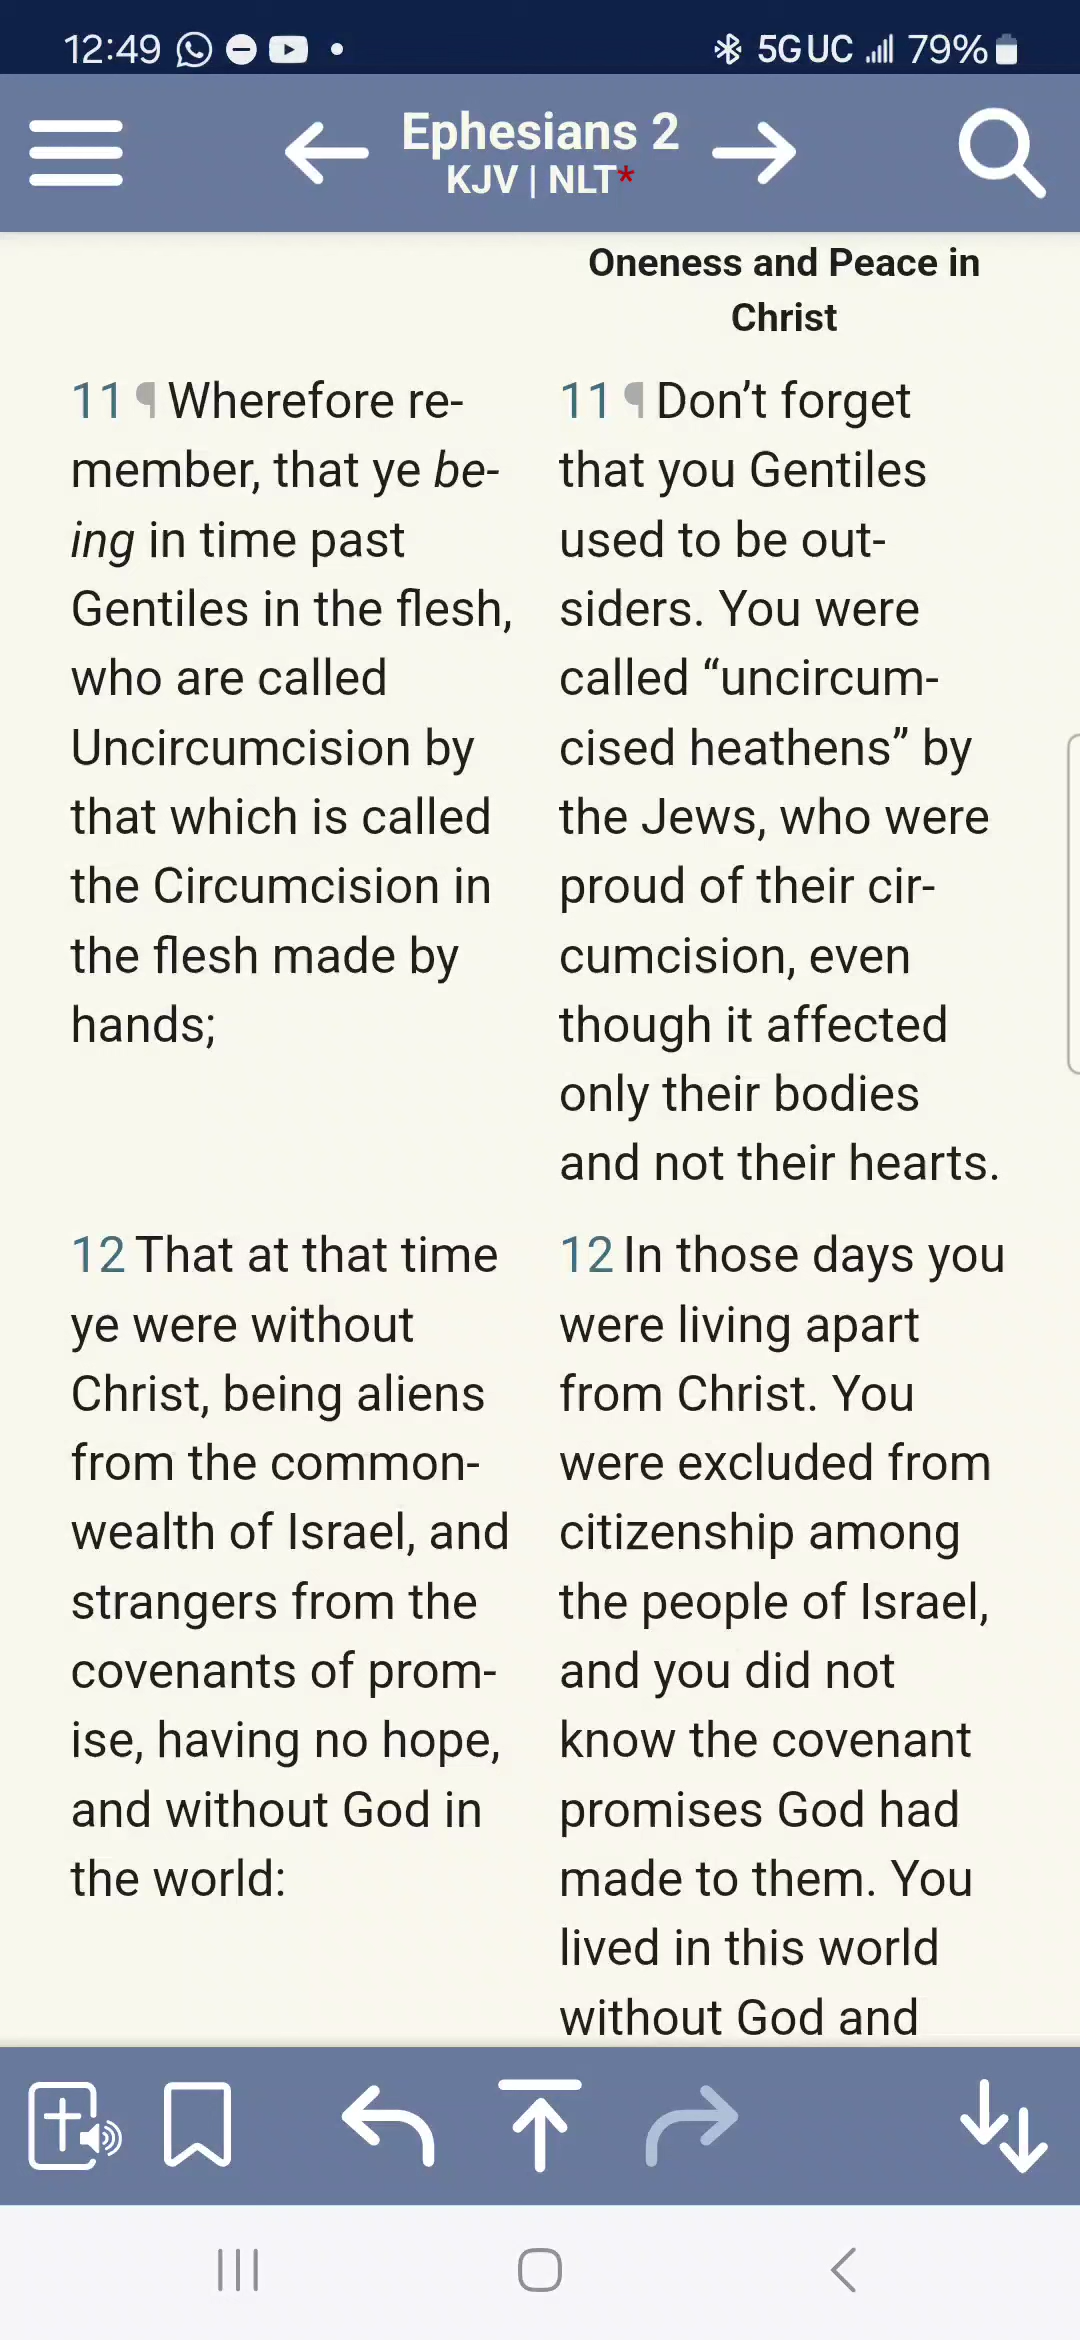 12:49
5G UC 79%
Ephesians 2
KJV | NLT*
Oneness and Peace in
Christ
11 ¶ Wherefore re-
member, that ye be-
ing in time past
Gentiles in the flesh,
who are called
Uncircumcision by
that which is called
the Circumcision in
the flesh made by
hands;
11 ¶ Don’t forget
that you Gentiles
used to be out-
siders. You were
called “uncircum-
cised heathens” by
the Jews, who were
proud of their cir-
cumcision, even
though it affected
only their bodies
and not their hearts.
12 That at that time
ye were without
Christ, being aliens
from the common-
wealth of Israel, and
strangers from the
covenants of prom-
ise, having no hope,
and without God in
the world:
12 In those days you
were living apart
from Christ. You
were excluded from
citizenship among
the people of Israel,
and you did not
know the covenant
promises God had
made to them. You
lived in this world
without God and